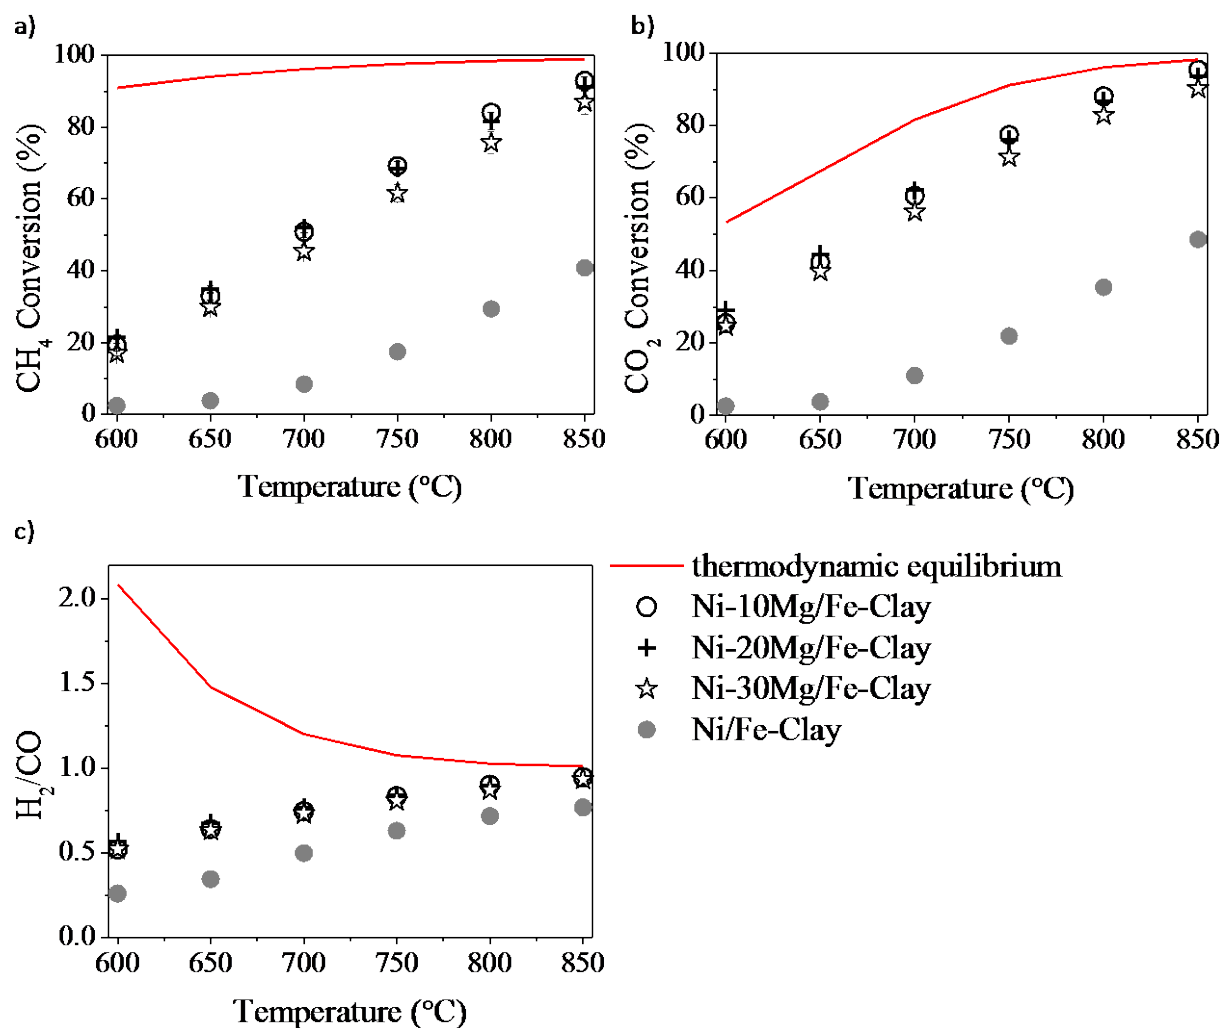 a)
100
80
60
40
20
0
CH₄ Conversion (%)
600 650 700 750 800 850
Temperature (°C)
b)
100
80
60
40
20
0
CO₂ Conversion (%)
600 650 700 750 800 850
Temperature (°C)
c)
2.0
1.5
1.0
0.5
0.0
H₂/CO
600 650 700 750 800 850
Temperature (°C)
thermodynamic equilibrium
Ni-10Mg/Fe-Clay
Ni-20Mg/Fe-Clay
Ni-30Mg/Fe-Clay
Ni/Fe-Clay